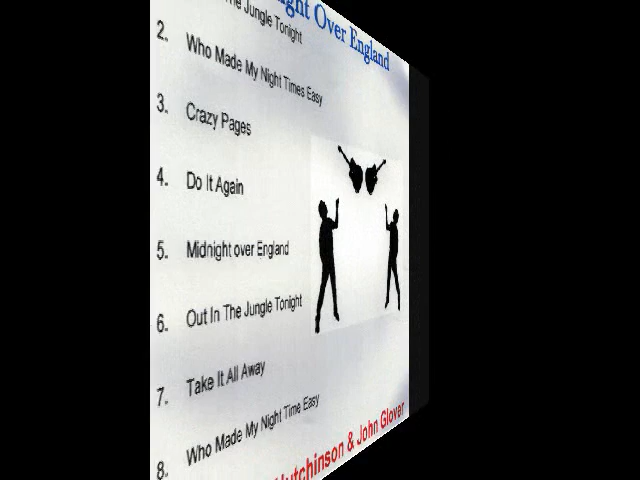 ght Over England
The Jungle Tonight
2. Who Made My Night Times Easy
3. Crazy Pages
4. Do It Again
5. Midnight over England
6. Out In The Jungle Tonight
7. Take It All Away
8. Who Made My Night Time Easy
Hutchinson & John Glover